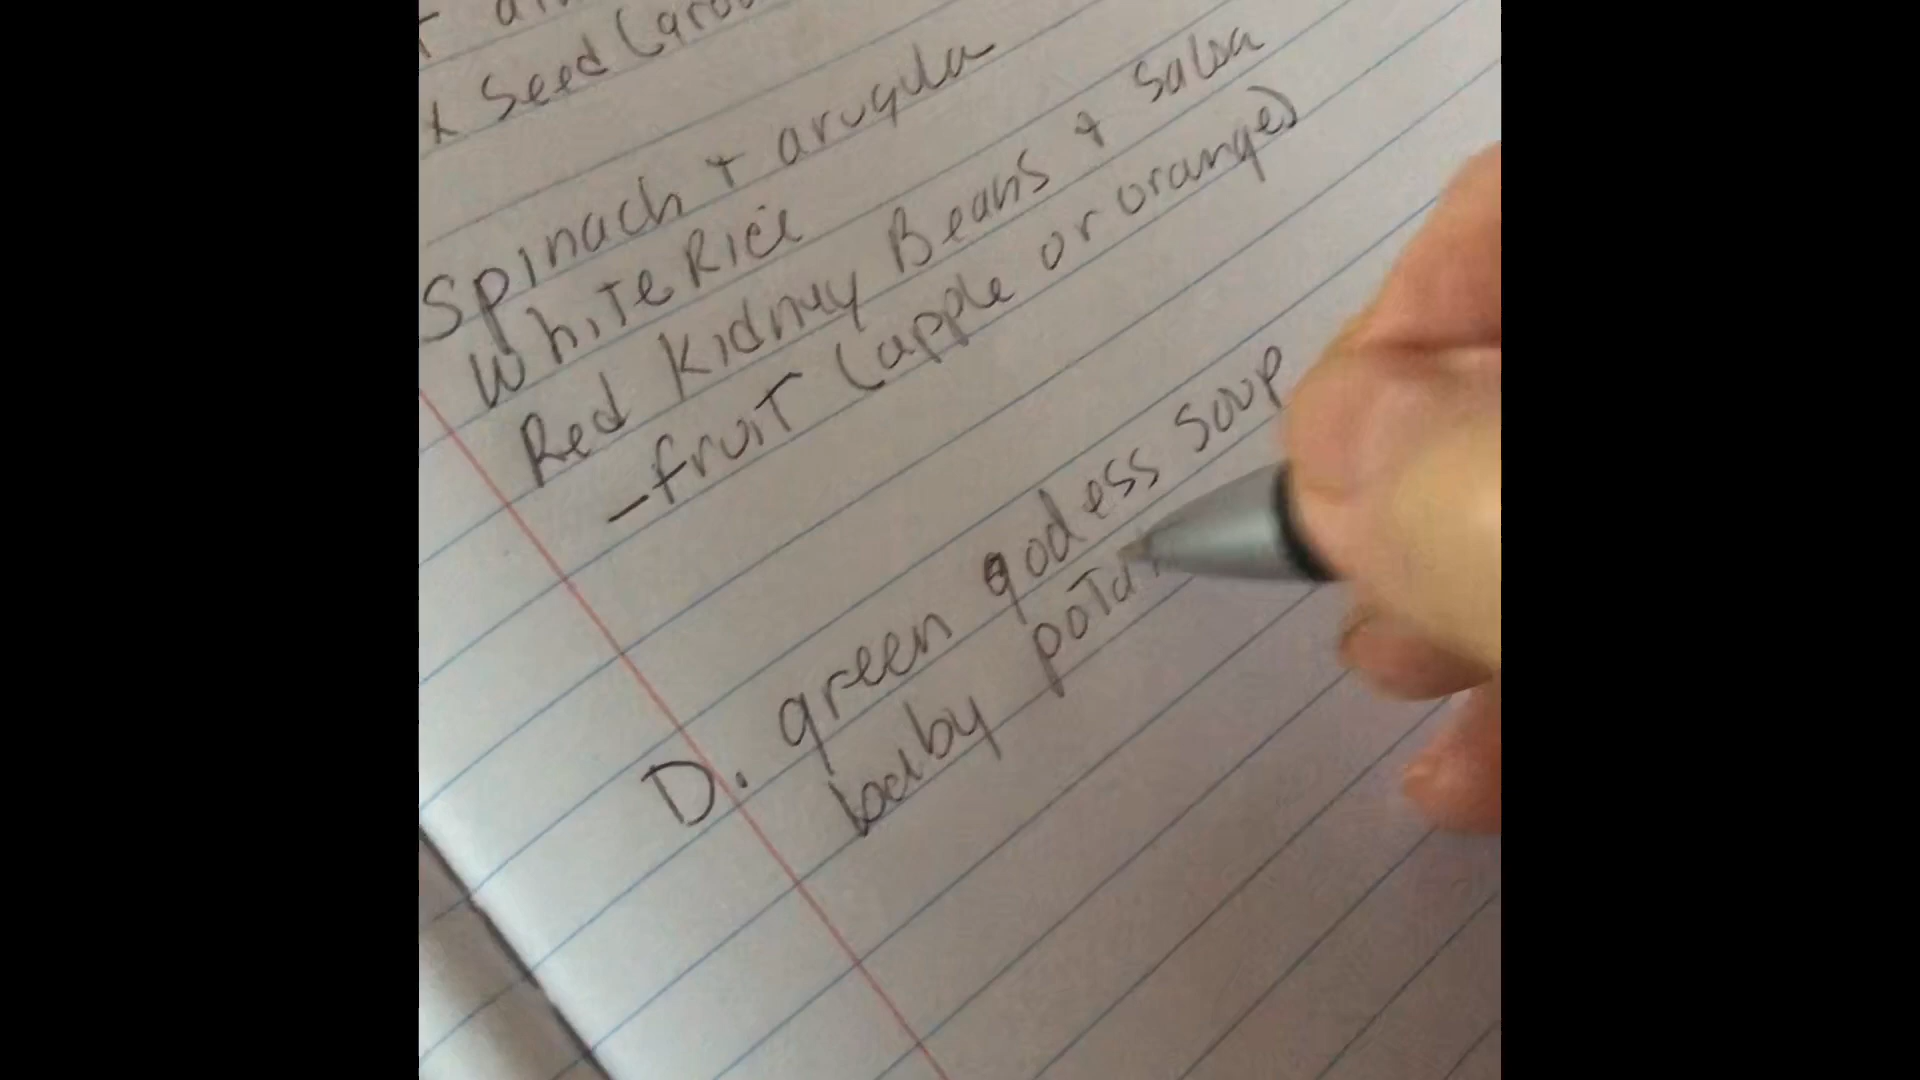 Seed
Spinach + arugula
White Rice
Red Kidney Beans + Salsa
- fruit (apple or orange)
D. green godess soup
baby